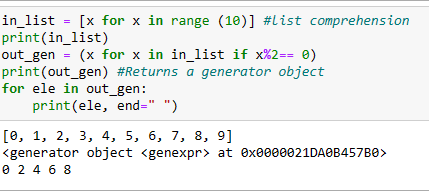 in_list = [x for x in range (10)] #list comprehension
print(in_list)
out_gen = (x for x in in_list if x%2== 0)
print(out_gen) #Returns a generator object
for ele in out_gen:
    print(ele, end=" ")
[0, 1, 2, 3, 4, 5, 6, 7, 8, 9]
<generator object <genexpr> at 0x0000021DA0B457B0>
0 2 4 6 8